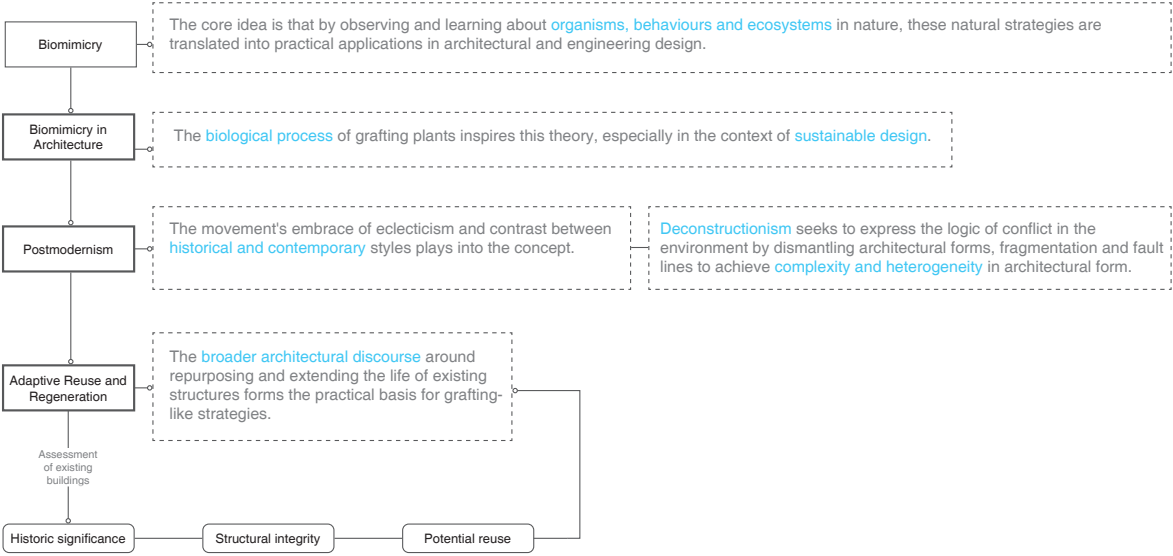 Biomimicry
The core idea is that by observing and learning about organisms, behaviours and ecosystems in nature, these natural strategies are
translated into practical applications in architectural and engineering design.
Biomimicry in
Architecture
The biological process of grafting plants inspires this theory, especially in the context of sustainable design.
Postmodernism
The movement's embrace of eclecticism and contrast between
historical and contemporary styles plays into the concept.
Deconstructionism seeks to express the logic of conflict in the
environment by dismantling architectural forms, fragmentation and fault
lines to achieve complexity and heterogeneity in architectural form.
Adaptive Reuse and
Regeneration
The broader architectural discourse around
repurposing and extending the life of existing
structures forms the practical basis for grafting-
like strategies.
Assessment
of existing
buildings
Historic significance
Structural integrity
Potential reuse